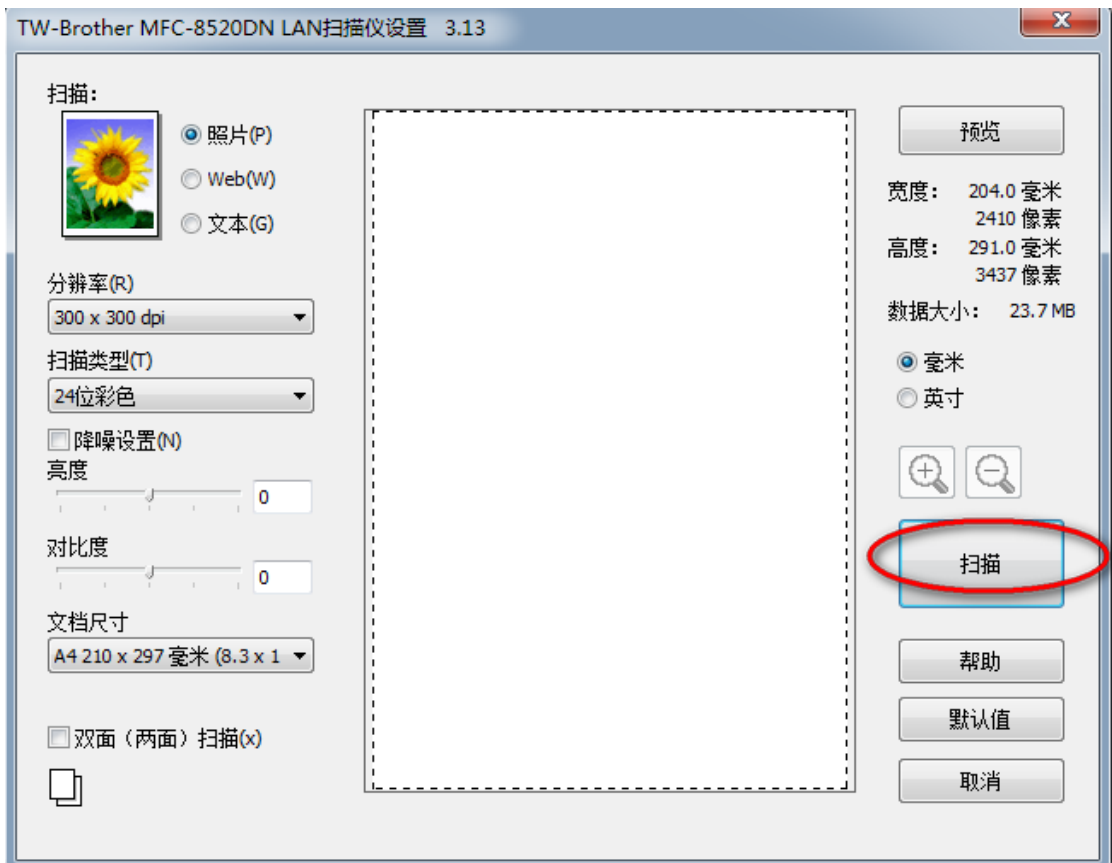 TW-Brother MFC-8520DN LAN扫描仪设置 3.13
扫描:
照片(P)
Web(W)
文本(G)
分辨率(R)
300 x 300 dpi
扫描类型(T)
24位彩色
降噪设置(N)
亮度
0
对比度
0
文档尺寸
A4 210 x 297 毫米 (8.3 x 1
双面（两面）扫描(x)
预览
宽度: 204.0 毫米
2410 像素
高度: 291.0 毫米
3437 像素
数据大小: 23.7 MB
毫米
英寸
扫描
帮助
默认值
取消